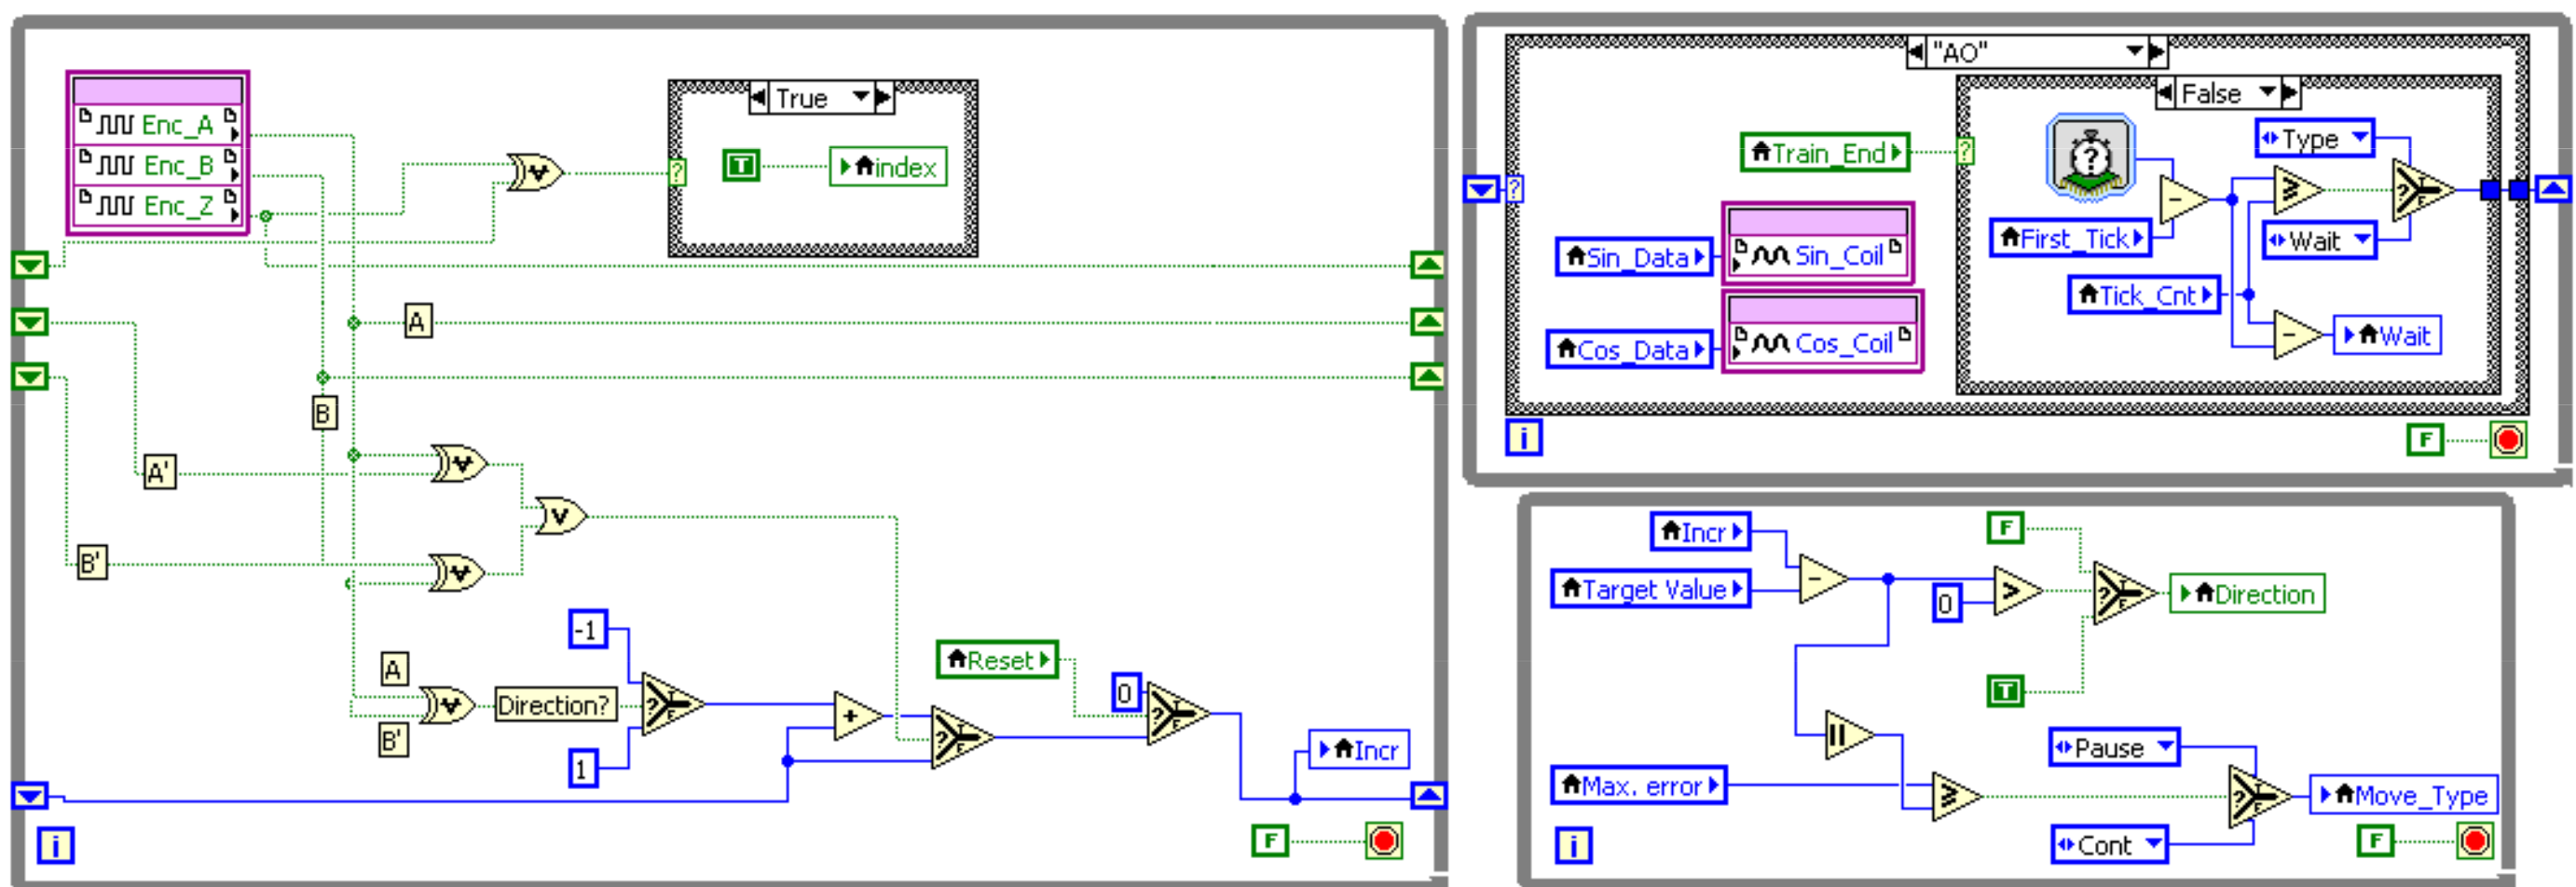 Enc_A
Enc_B
Enc_Z
True
T
index
A
B
A'
B'
-1
A
B'
Direction?
1
Reset
0
Incr
i
F
"AO"
False
Train_End
Type
First_Tick
Wait
Sin_Data
Sin_Coil
Tick_Cnt
Cos_Data
Cos_Coil
Wait
i
F
Incr
F
Target Value
0
Direction
T
Pause
Max. error
Move_Type
Cont
i
F